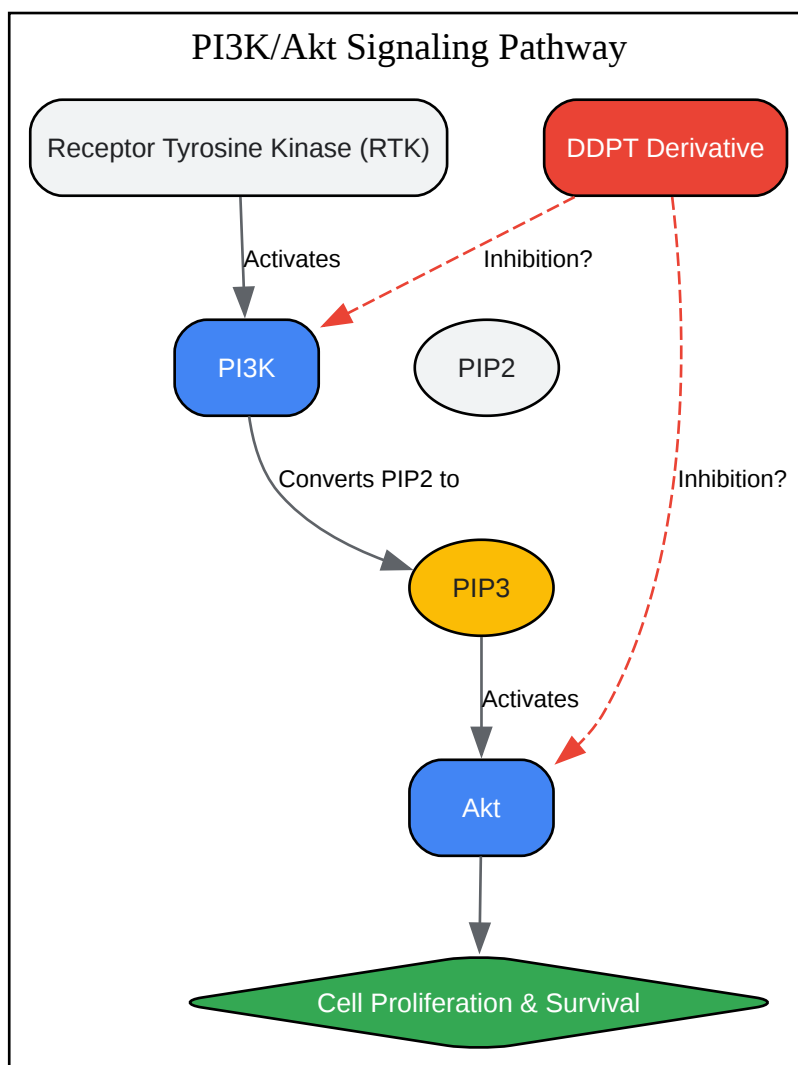 PI3K/Akt Signaling Pathway
Receptor Tyrosine Kinase (RTK)
DDPT Derivative
Activates
Inhibition?
PI3K
PIP2
Converts PIP2 to
Inhibition?
PIP3
Activates
Akt
Cell Proliferation & Survival